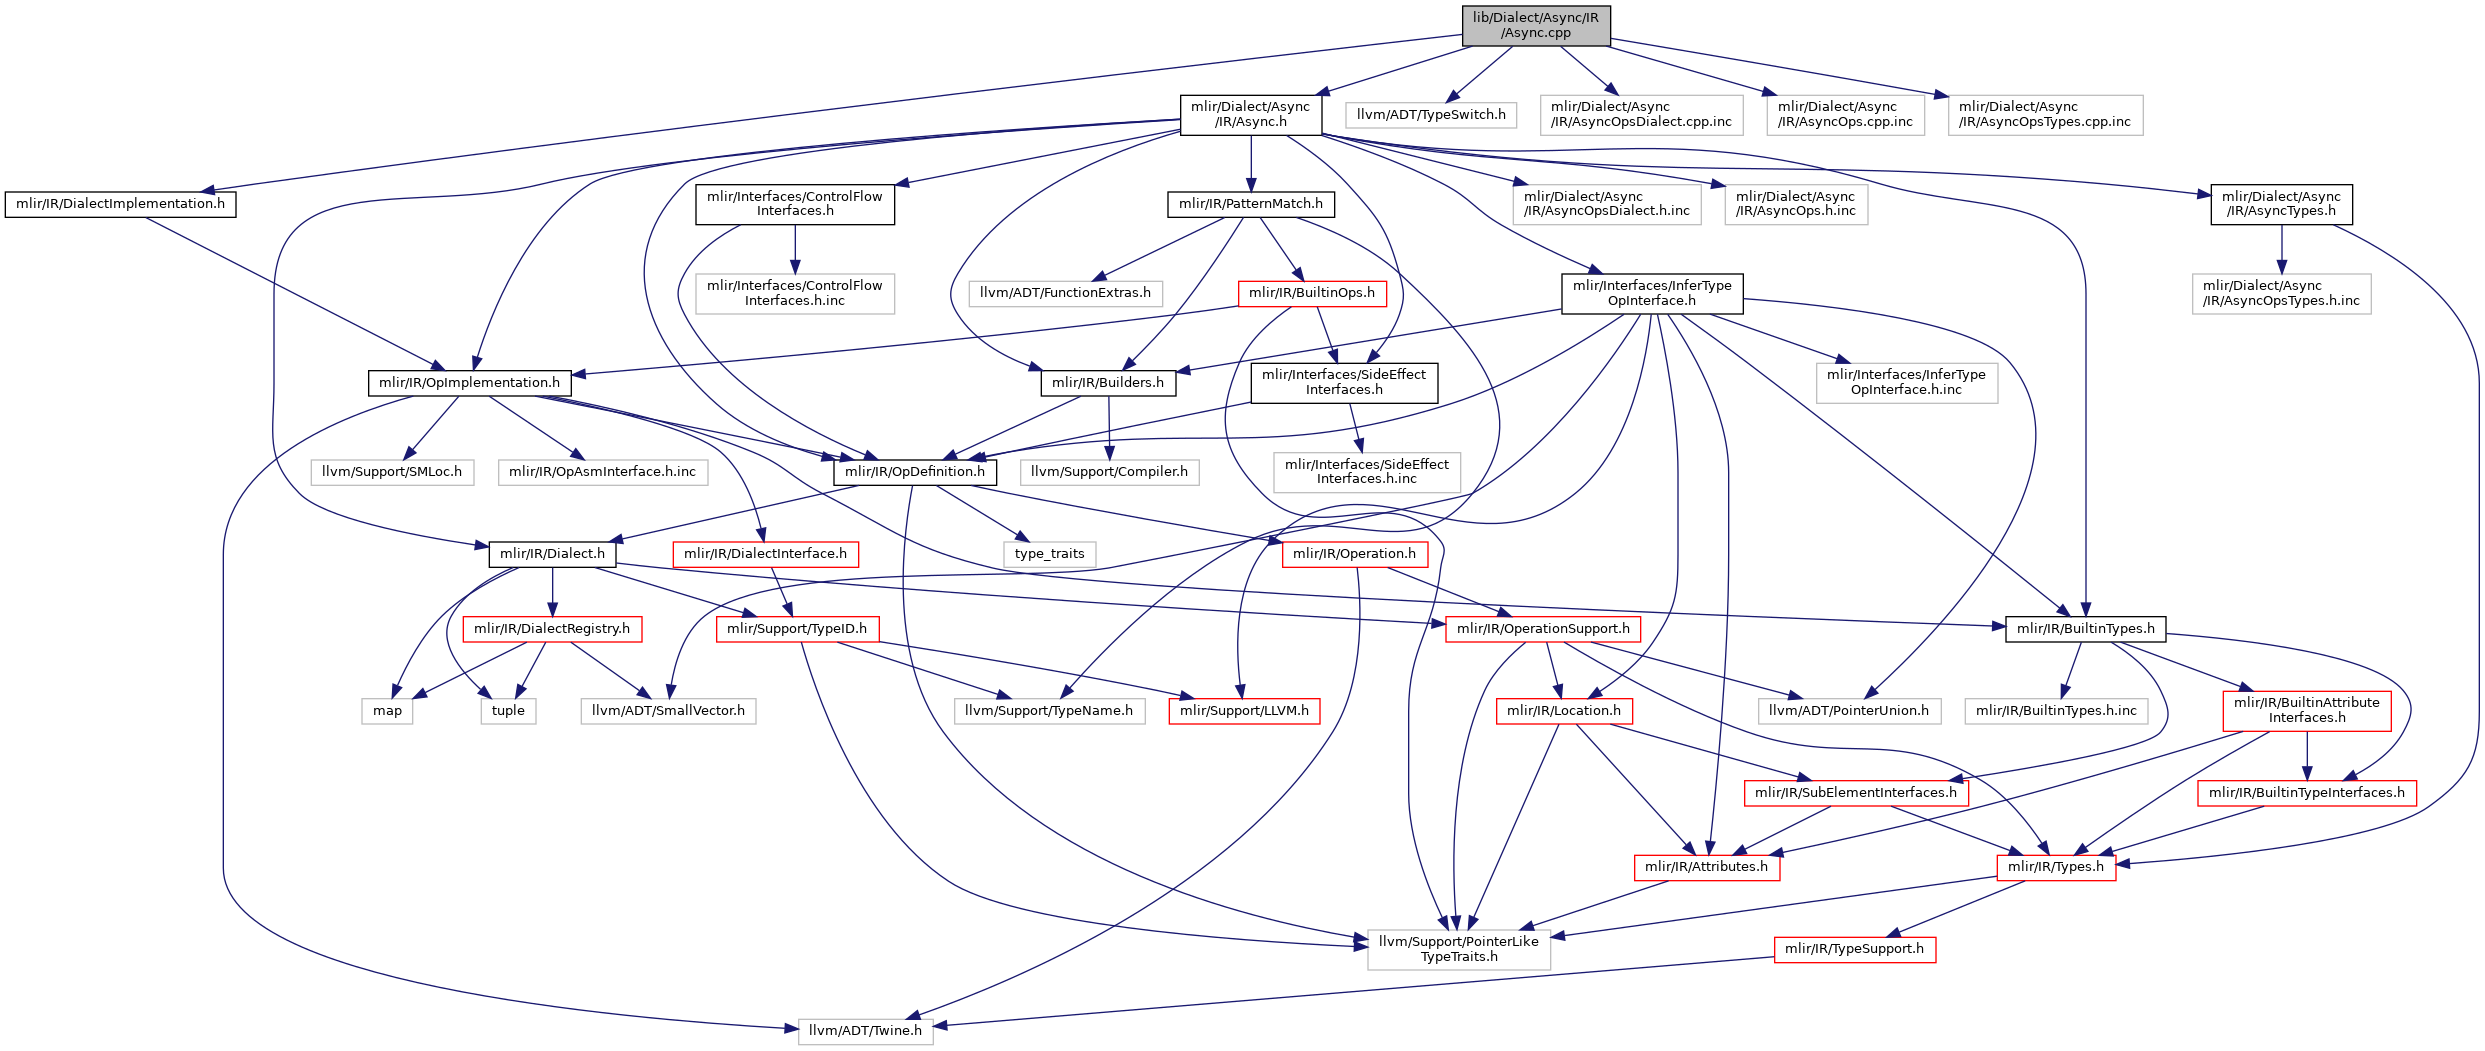 lib/Dialect/Async/IR
/Async.cpp
mlir/Dialect/Async
/IR/Async.h
llvm/ADT/TypeSwitch.h
mlir/Dialect/Async
/IR/AsyncOpsDialect.cpp.inc
mlir/Dialect/Async
/IR/AsyncOps.cpp.inc
mlir/Dialect/Async
/IR/AsyncOpsTypes.cpp.inc
mlir/IR/DialectImplementation.h
mlir/Interfaces/ControlFlow
Interfaces.h
mlir/IR/PatternMatch.h
mlir/Dialect/Async
/IR/AsyncOpsDialect.h.inc
mlir/Dialect/Async
/IR/AsyncOps.h.inc
mlir/Dialect/Async
/IR/AsyncTypes.h
mlir/Interfaces/ControlFlow
Interfaces.h.inc
llvm/ADT/FunctionExtras.h
mlir/IR/BuiltinOps.h
mlir/Interfaces/InferType
OpInterface.h
mlir/Dialect/Async
/IR/AsyncOpsTypes.h.inc
mlir/IR/OpImplementation.h
mlir/IR/Builders.h
mlir/Interfaces/SideEffect
Interfaces.h
mlir/Interfaces/InferType
OpInterface.h.inc
llvm/Support/SMLoc.h
mlir/IR/OpAsmInterface.h.inc
mlir/IR/OpDefinition.h
llvm/Support/Compiler.h
mlir/Interfaces/SideEffect
Interfaces.h.inc
mlir/IR/Dialect.h
mlir/IR/DialectInterface.h
type_traits
mlir/IR/Operation.h
mlir/IR/DialectRegistry.h
mlir/Support/TypeID.h
mlir/IR/OperationSupport.h
mlir/IR/BuiltinTypes.h
map
tuple
llvm/ADT/SmallVector.h
llvm/Support/TypeName.h
mlir/Support/LLVM.h
mlir/IR/Location.h
llvm/ADT/PointerUnion.h
mlir/IR/BuiltinTypes.h.inc
mlir/IR/BuiltinAttribute
Interfaces.h
mlir/IR/SubElementInterfaces.h
mlir/IR/BuiltinTypeInterfaces.h
mlir/IR/Attributes.h
mlir/IR/Types.h
llvm/Support/PointerLike
TypeTraits.h
mlir/IR/TypeSupport.h
llvm/ADT/Twine.h